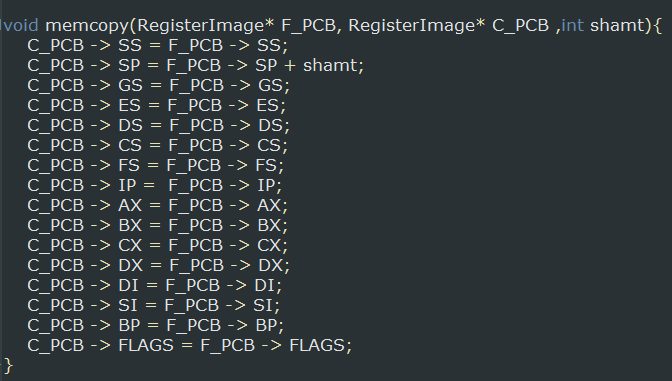 void memcopy(RegisterImage* F_PCB, RegisterImage* C_PCB ,int shamt){
C_PCB -> SS = F_PCB -> SS;
C_PCB -> SP = F_PCB -> SP + shamt;
C_PCB -> GS = F_PCB -> GS;
C_PCB -> ES = F_PCB -> ES;
C_PCB -> DS = F_PCB -> DS;
C_PCB -> CS = F_PCB -> CS;
C_PCB -> FS = F_PCB -> FS;
C_PCB -> IP =  F_PCB -> IP;
C_PCB -> AX = F_PCB -> AX;
C_PCB -> BX = F_PCB -> BX;
C_PCB -> CX = F_PCB -> CX;
C_PCB -> DX = F_PCB -> DX;
C_PCB -> DI = F_PCB -> DI;
C_PCB -> SI = F_PCB -> SI;
C_PCB -> BP = F_PCB -> BP;
C_PCB -> FLAGS = F_PCB -> FLAGS;
}